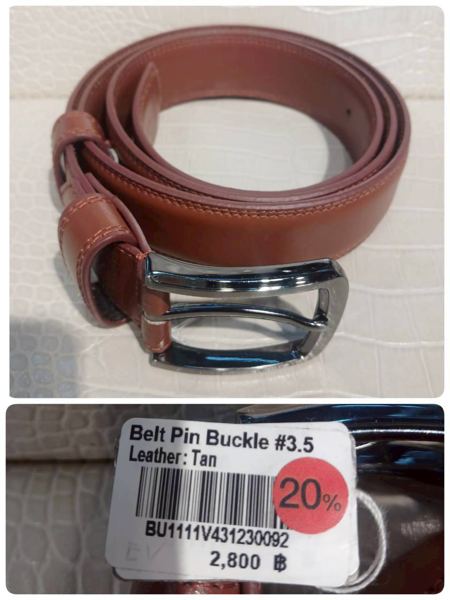 Belt Pin Buckle #3.5
Leather: Tan
20%
BU1111V431230092
2,800 ฿